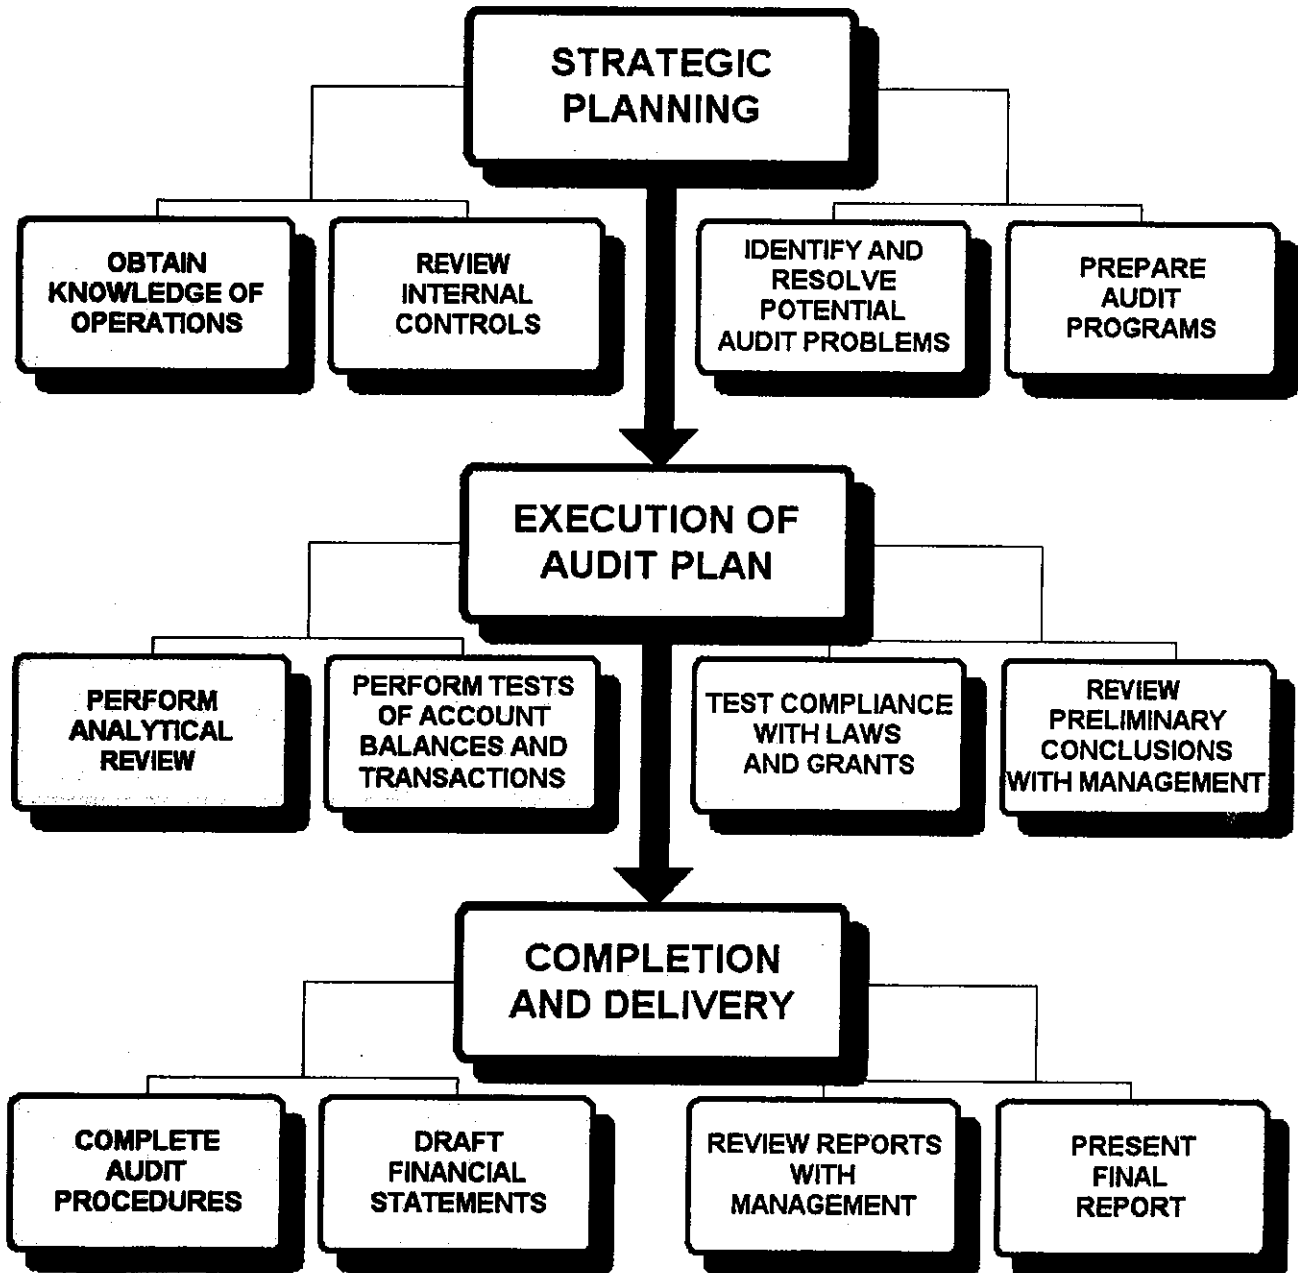 STRATEGIC
PLANNING
OBTAIN
KNOWLEDGE OF
OPERATIONS
REVIEW
INTERNAL
CONTROLS
IDENTIFY AND
RESOLVE
POTENTIAL
AUDIT PROBLEMS
PREPARE
AUDIT
PROGRAMS
EXECUTION OF
AUDIT PLAN
PERFORM
ANALYTICAL
REVIEW
PERFORM TESTS
OF ACCOUNT
BALANCES AND
TRANSACTIONS
TEST COMPLIANCE
WITH LAWS
AND GRANTS
REVIEW
PRELIMINARY
CONCLUSIONS
WITH MANAGEMENT
COMPLETION
AND DELIVERY
COMPLETE
AUDIT
PROCEDURES
DRAFT
FINANCIAL
STATEMENTS
REVIEW REPORTS
WITH
MANAGEMENT
PRESENT
FINAL
REPORT